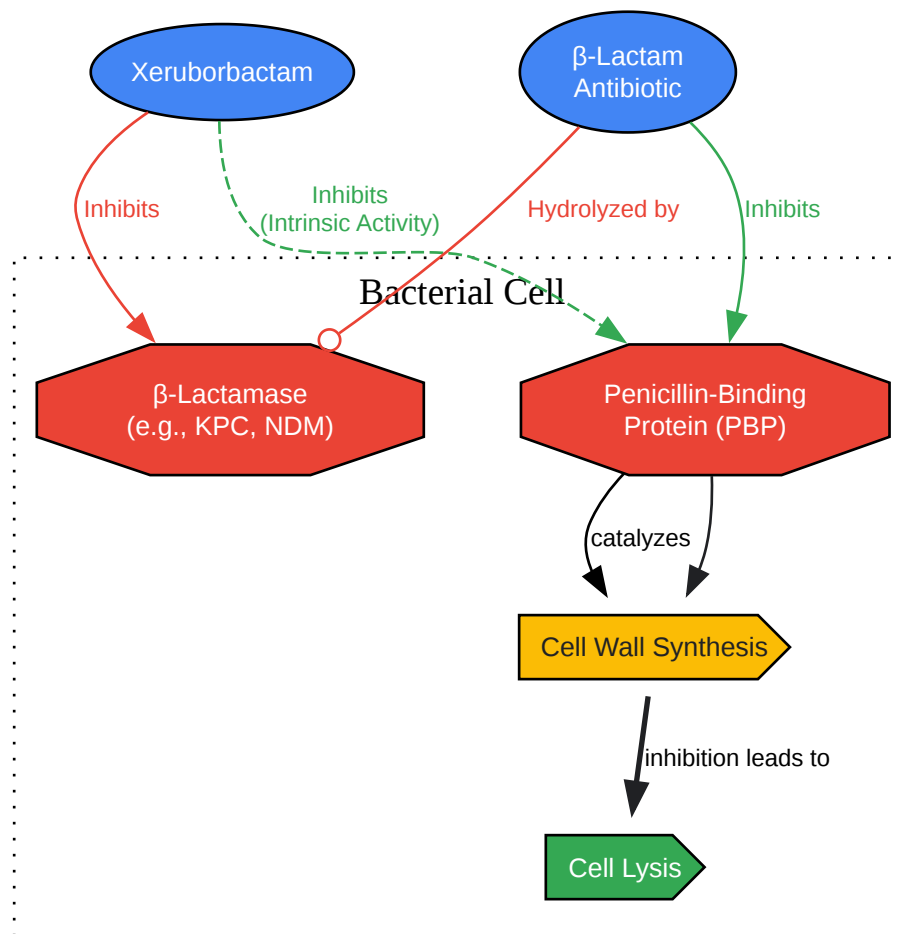 Xeruborbactam
β-Lactam
Antibiotic
Inhibits
Inhibits
(Intrinsic Activity)
Hydrolyzed by
Inhibits
Bacterial Cell
β-Lactamase
(e.g., KPC, NDM)
Penicillin-Binding
Protein (PBP)
catalyzes
Cell Wall Synthesis
inhibition leads to
Cell Lysis